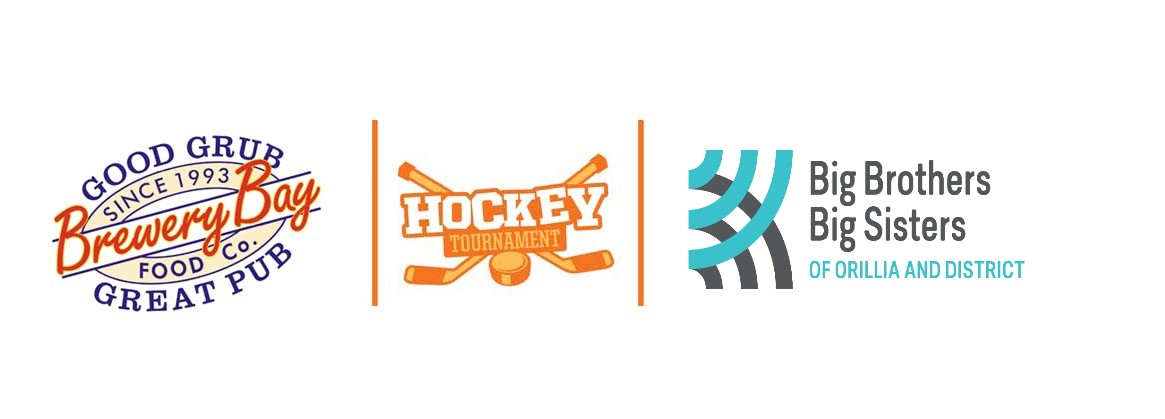 GOOD GRUB
SINCE 1993
Brewery Bay
FOOD Co.
GREAT PUB
HOCKEY
TOURNAMENT
Big Brothers
Big Sisters
OF ORILLIA AND DISTRICT